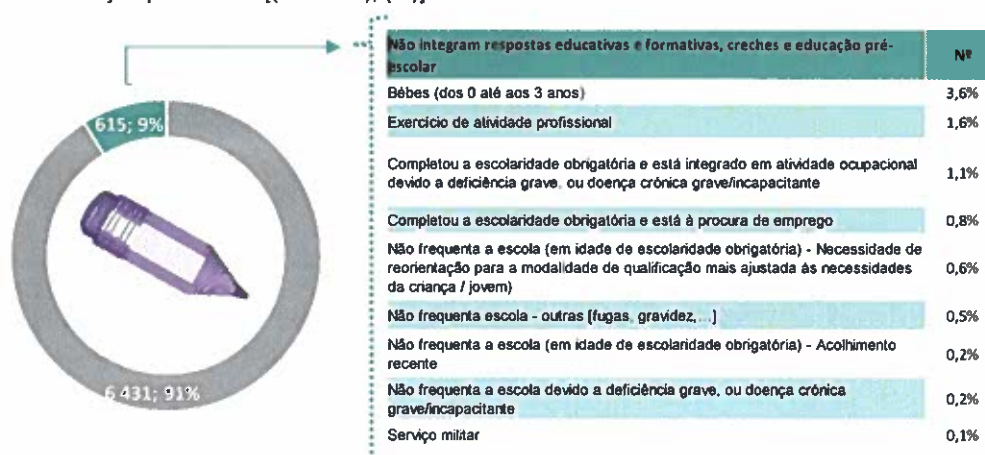 Não integram respostas educativas e formativas, creches e educação pré-
escolar
Nº
615; 9%
Bébes (dos 0 até aos 3 anos)
3,6%
Exercício de atividade profissional
1,6%
Completou a escolaridade obrigatória e está integrado em atividade ocupacional
devido a deficiência grave, ou doença crónica grave/incapacitante
1,1%
Completou a escolaridade obrigatória e está à procura de emprego
0,8%
Não frequenta a escola (em idade de escolaridade obrigatória) - Necessidade de
reorientação para a modalidade de qualificação mais ajustada às necessidades
da criança / jovem)
0,6%
Não frequenta escola - outras [fugas, gravidez,...]
0,5%
Não frequenta a escola (em idade de escolaridade obrigatória) - Acolhimento
recente
0,2%
Não frequenta a escola devido a deficiência grave, ou doença crónica
grave/incapacitante
0,2%
6 431; 91%
Serviço militar
0,1%